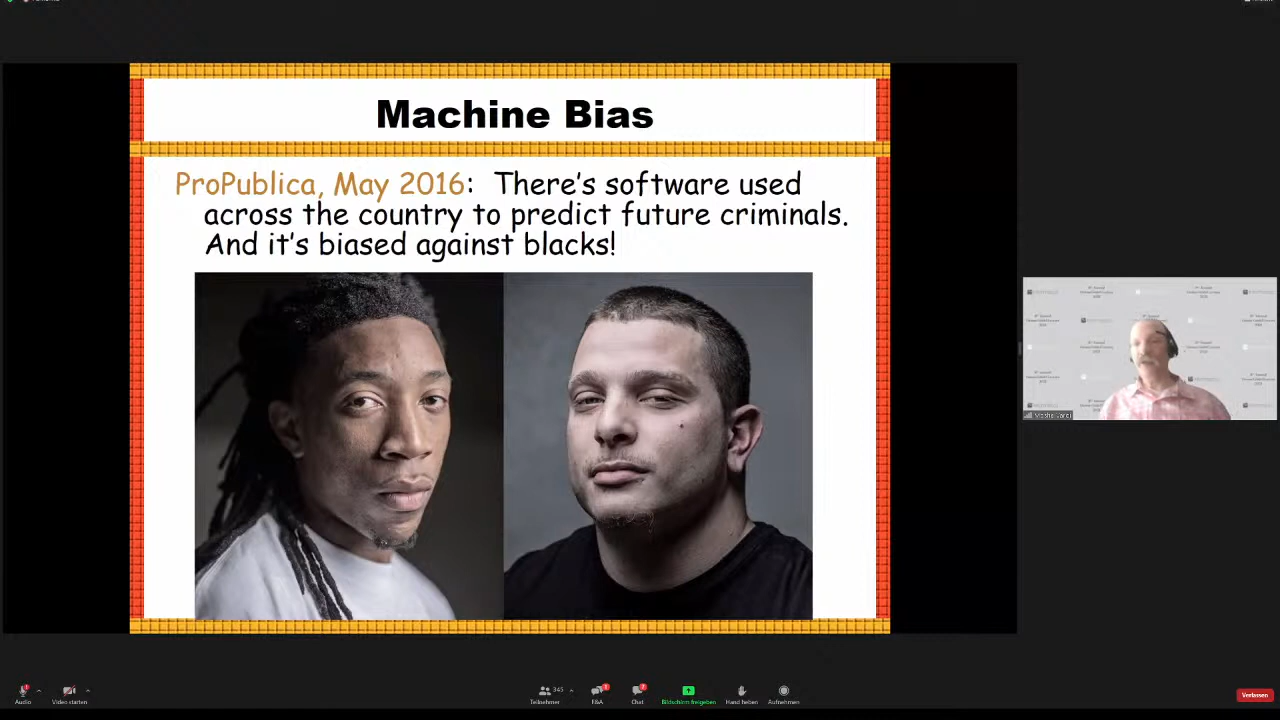 Machine Bias
ProPublica, May 2016: There's software used
across the country to predict future criminals.
And it's biased against blacks!
Audio
Video starten
345
Teilnehmer
F&A
Chat
Bildschirm freigeben
Hand heben
Aufnehmen
Verlassen